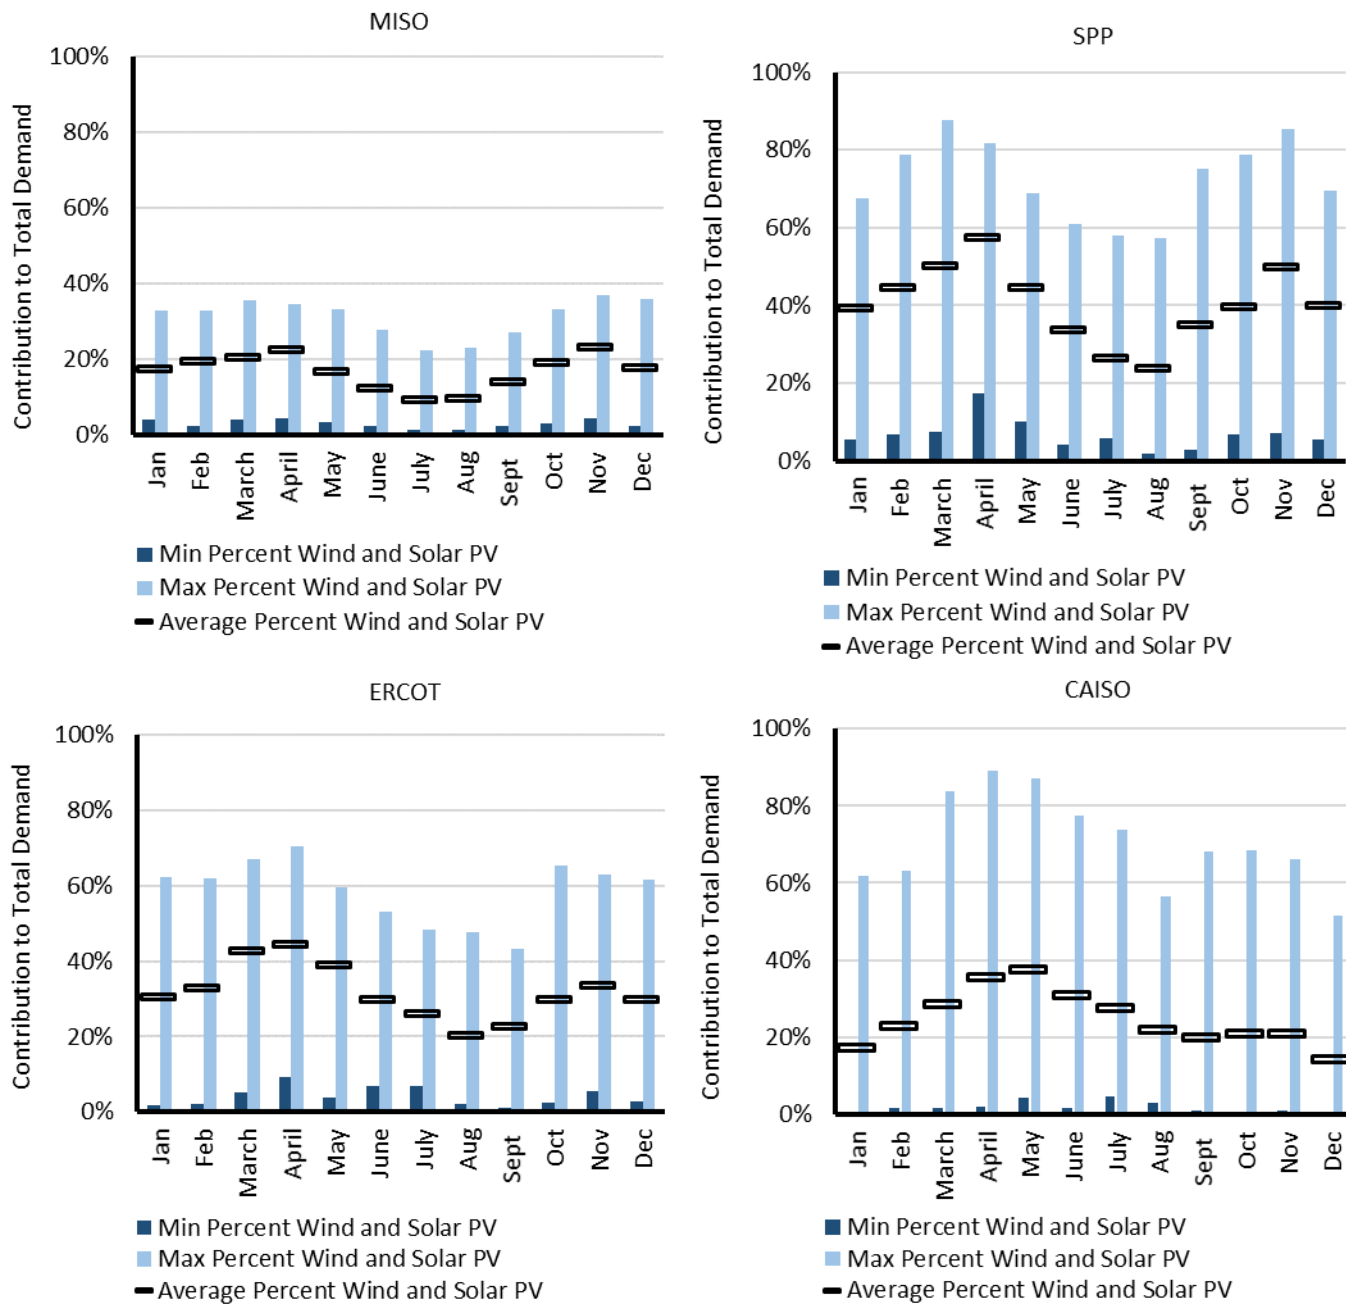 MISO
100%
80%
60%
40%
20%
0%
Contribution to Total Demand
Jan
Feb
March
April
May
June
July
Aug
Sept
Oct
Nov
Dec
Min Percent Wind and Solar PV
Max Percent Wind and Solar PV
Average Percent Wind and Solar PV
SPP
100%
80%
60%
40%
20%
0%
Contribution to Total Demand
Jan
Feb
March
April
May
June
July
Aug
Sept
Oct
Nov
Dec
Min Percent Wind and Solar PV
Max Percent Wind and Solar PV
Average Percent Wind and Solar PV
ERCOT
100%
80%
60%
40%
20%
0%
Contribution to Total Demand
Jan
Feb
March
April
May
June
July
Aug
Sept
Oct
Nov
Dec
Min Percent Wind and Solar PV
Max Percent Wind and Solar PV
Average Percent Wind and Solar PV
CAISO
100%
80%
60%
40%
20%
0%
Contribution to Total Demand
Jan
Feb
March
April
May
June
July
Aug
Sept
Oct
Nov
Dec
Min Percent Wind and Solar PV
Max Percent Wind and Solar PV
Average Percent Wind and Solar PV